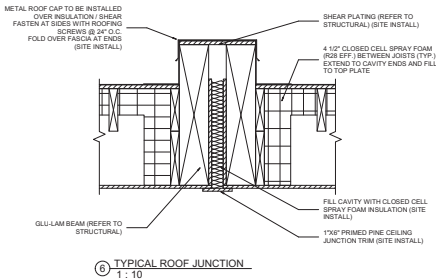 METAL ROOF CAP TO BE INSTALLED
OVER INSULATION / SHEAR
FASTEN AT SIDES WITH ROOFING
SCREWS @ 24" O.C.
FOLD OVER FASCIA AT ENDS
(SITE INSTALL)
SHEAR PLATING (REFER TO
STRUCTURAL) (SITE INSTALL)
4 1/2" CLOSED CELL SPRAY FOAM
(R28 EFF.) BETWEEN JOISTS (TYP.)
EXTEND TO CAVITY ENDS AND FILL
TO TOP PLATE
GLU-LAM BEAM (REFER TO
STRUCTURAL)
FILL CAVITY WITH CLOSED CELL
SPRAY FOAM INSULATION (SITE
INSTALL)
1"X6" PRIMED PINE CEILING
JUNCTION TRIM (SITE INSTALL)
6 TYPICAL ROOF JUNCTION
1 : 10